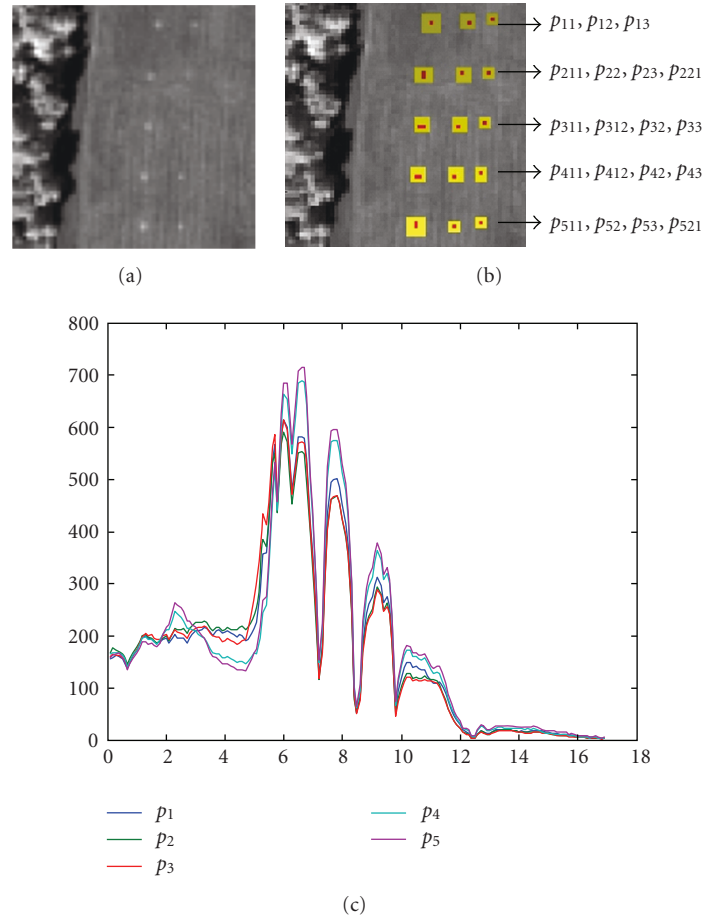 p11, p12, p13
p211, p22, p23, p221
p311, p312, p32, p33
p411, p412, p42, p43
p511, p52, p53, p521
(a)
(b)
800
700
600
500
400
300
200
100
0
0 2 4 6 8 10 12 14 16 18
p1 p4
p2 p5
p3
(c)